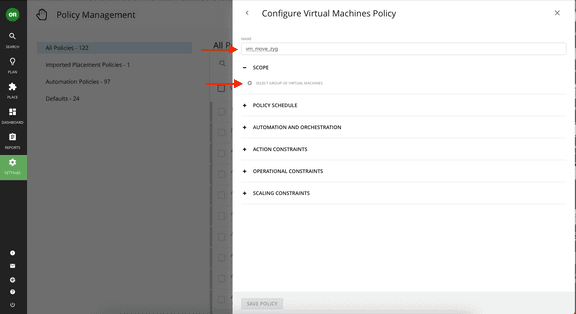 on
Policy Management
SEARCH
PLAN
PLACE
DASHBOARD
REPORTS
SETTINGS
All Policies - 122
Imported Placement Policies - 1
Automation Policies - 97
Defaults - 24
All P
Configure Virtual Machines Policy
NAME
vm_move_zyg
SCOPE
SELECT GROUP OF VIRTUAL MACHINES
POLICY SCHEDULE
AUTOMATION AND ORCHESTRATION
ACTION CONSTRAINTS
OPERATIONAL CONSTRAINTS
SCALING CONSTRAINTS
SAVE POLICY